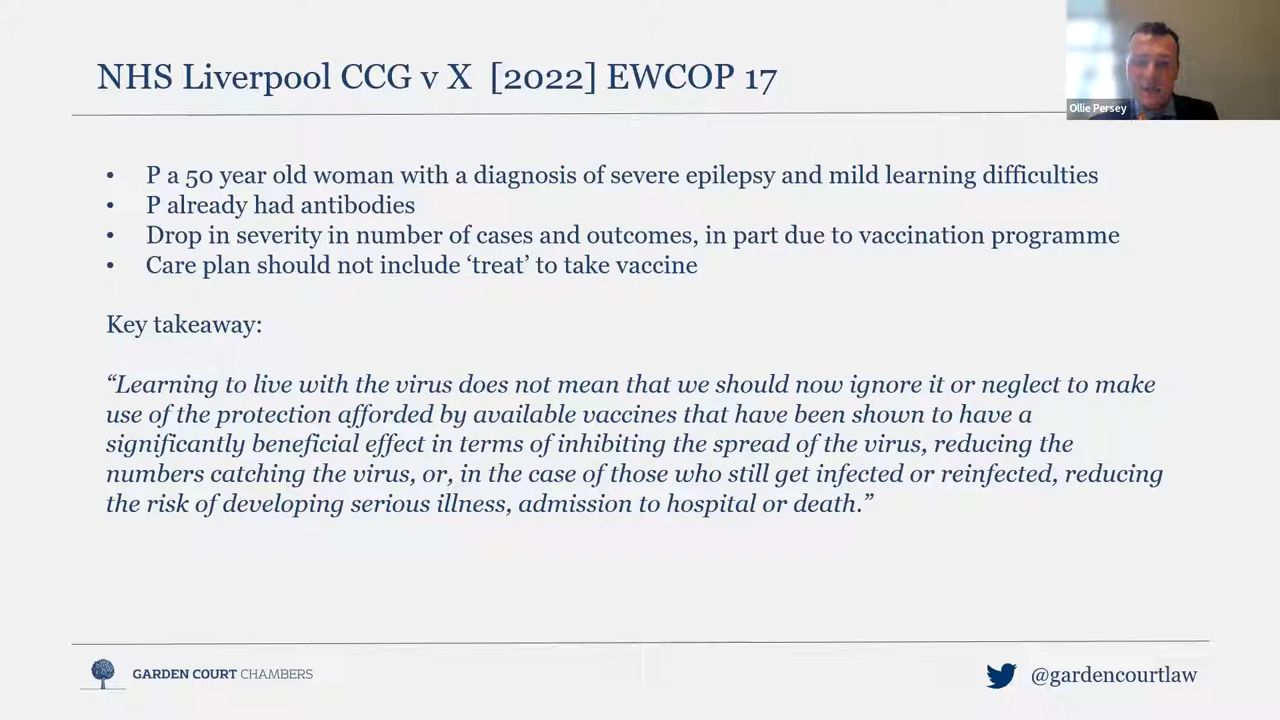 NHS Liverpool CCG v X [2022] EWCOP 17
Ollie Persey
• P a 50 year old woman with a diagnosis of severe epilepsy and mild learning difficulties
• P already had antibodies
• Drop in severity in number of cases and outcomes, in part due to vaccination programme
• Care plan should not include ‘treat’ to take vaccine
Key takeaway:
“Learning to live with the virus does not mean that we should now ignore it or neglect to make
use of the protection afforded by available vaccines that have been shown to have a
significantly beneficial effect in terms of inhibiting the spread of the virus, reducing the
numbers catching the virus, or, in the case of those who still get infected or reinfected, reducing
the risk of developing serious illness, admission to hospital or death.”
GARDEN COURT CHAMBERS
@gardencourtlaw